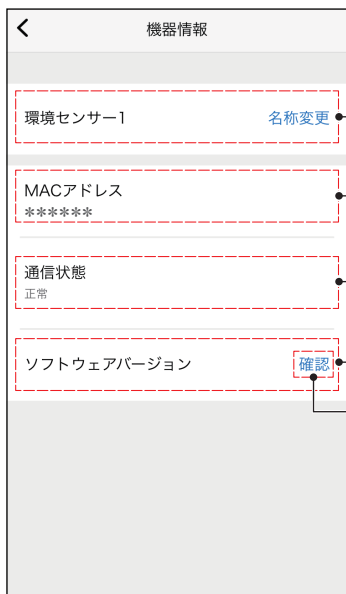 機器情報
環境センサー1 名称変更
MACアドレス
******
通信状態
正常
ソフトウェアバージョン 確認